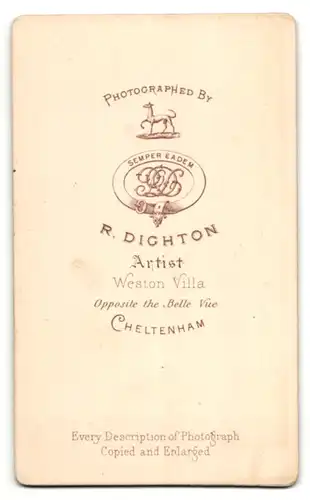 PHOTOGRAPHED BY
SEMPER EADEM
R. DIGHTON
Artist
Weston Villa
Opposite the Belle Vue
CHELTENHAM
Every Description of Photograph
Copied and Enlarged